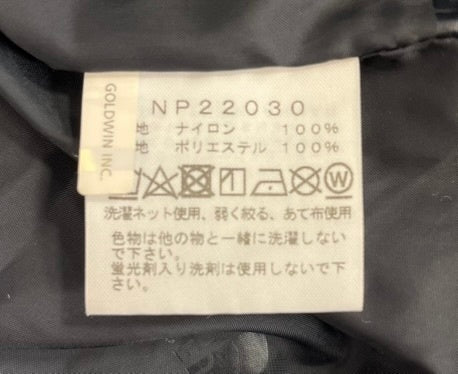 GOLDWIN INC.
NP22030
地 ナイロン 100%
地 ポリエステル 100%
W
洗濯ネット使用、弱く絞る、あて布使用
色物は他の物と一緒に洗濯しない
で下さい。
蛍光剤入り洗剤は使用しないで下
さい。